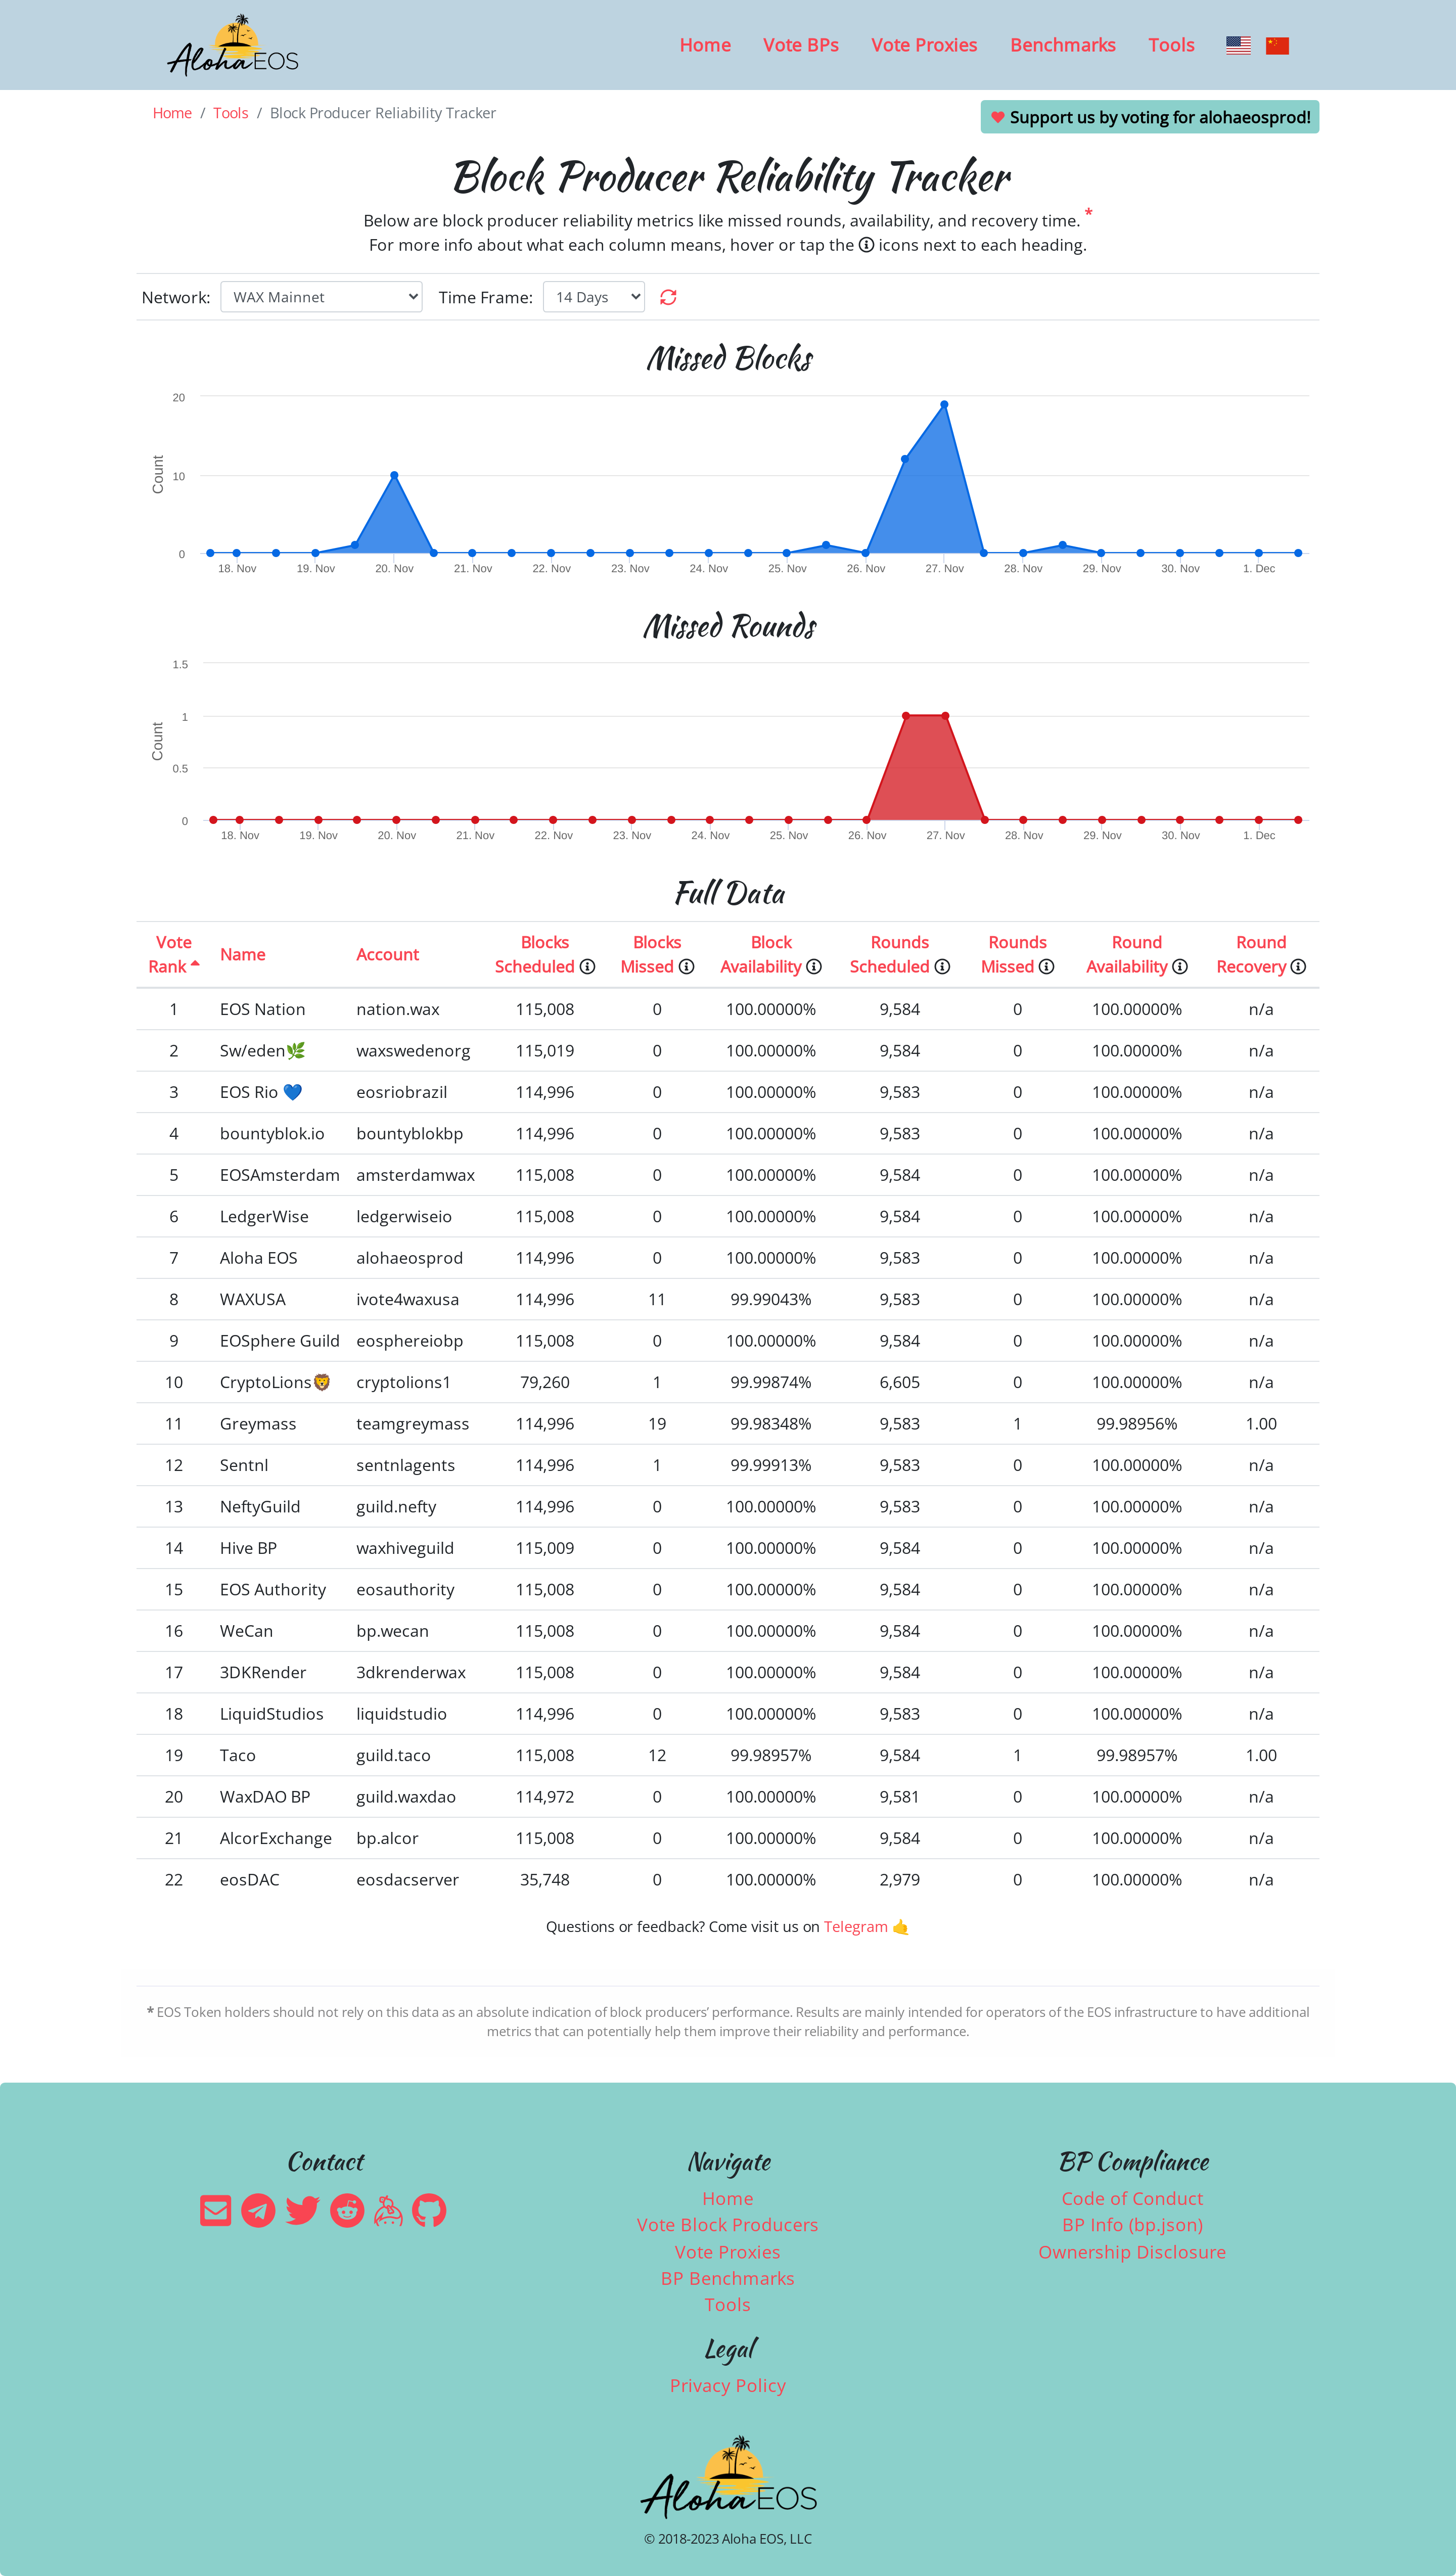 Aloha EOS
Home Vote BPs Vote Proxies Benchmarks Tools
Home / Tools / Block Producer Reliability Tracker
Support us by voting for alohaeosprod!
Block Producer Reliability Tracker
Below are block producer reliability metrics like missed rounds, availability, and recovery time. *
For more info about what each column means, hover or tap the icons next to each heading.
Network: WAX Mainnet Time Frame: 14 Days
Missed Blocks
Count
20
10
0
18. Nov 19. Nov 20. Nov 21. Nov 22. Nov 23. Nov 24. Nov 25. Nov 26. Nov 27. Nov 28. Nov 29. Nov 30. Nov 1. Dec
Missed Rounds
Count
1.5
1
0.5
0
18. Nov 19. Nov 20. Nov 21. Nov 22. Nov 23. Nov 24. Nov 25. Nov 26. Nov 27. Nov 28. Nov 29. Nov 30. Nov 1. Dec
Full Data
Vote Rank Name Account Blocks Scheduled Blocks Missed Block Availability Rounds Scheduled Rounds Missed Round Availability Round Recovery
1 EOS Nation nation.wax 115,008 0 100.00000% 9,584 0 100.00000% n/a
2 Sw/eden🌿 waxswedenorg 115,019 0 100.00000% 9,584 0 100.00000% n/a
3 EOS Rio 💙 eosriobrazil 114,996 0 100.00000% 9,583 0 100.00000% n/a
4 bountyblok.io bountyblokbp 114,996 0 100.00000% 9,583 0 100.00000% n/a
5 EOSAmsterdam amsterdamwax 115,008 0 100.00000% 9,584 0 100.00000% n/a
6 LedgerWise ledgerwiseio 115,008 0 100.00000% 9,584 0 100.00000% n/a
7 Aloha EOS alohaeosprod 114,996 0 100.00000% 9,583 0 100.00000% n/a
8 WAXUSA ivote4waxusa 114,996 11 99.99043% 9,583 0 100.00000% n/a
9 EOSphere Guild eosphereiobp 115,008 0 100.00000% 9,584 0 100.00000% n/a
10 CryptoLions🦁 cryptolions1 79,260 1 99.99874% 6,605 0 100.00000% n/a
11 Greymass teamgreymass 114,996 19 99.98348% 9,583 1 99.98956% 1.00
12 Sentnl sentnlagents 114,996 1 99.99913% 9,583 0 100.00000% n/a
13 NeftyGuild guild.nefty 114,996 0 100.00000% 9,583 0 100.00000% n/a
14 Hive BP waxhiveguild 115,009 0 100.00000% 9,584 0 100.00000% n/a
15 EOS Authority eosauthority 115,008 0 100.00000% 9,584 0 100.00000% n/a
16 WeCan bp.wecan 115,008 0 100.00000% 9,584 0 100.00000% n/a
17 3DKRender 3dkrenderwax 115,008 0 100.00000% 9,584 0 100.00000% n/a
18 LiquidStudios liquidstudio 114,996 0 100.00000% 9,583 0 100.00000% n/a
19 Taco guild.taco 115,008 12 99.98957% 9,584 1 99.98957% 1.00
20 WaxDAO BP guild.waxdao 114,972 0 100.00000% 9,581 0 100.00000% n/a
21 AlcorExchange bp.alcor 115,008 0 100.00000% 9,584 0 100.00000% n/a
22 eosDAC eosdacserver 35,748 0 100.00000% 2,979 0 100.00000% n/a
Questions or feedback? Come visit us on Telegram 🤙
* EOS Token holders should not rely on this data as an absolute indication of block producers’ performance. Results are mainly intended for operators of the EOS infrastructure to have additional
metrics that can potentially help them improve their reliability and performance.
Contact
Navigate
Home
Vote Block Producers
Vote Proxies
BP Benchmarks
Tools
Legal
Privacy Policy
BP Compliance
Code of Conduct
BP Info (bp.json)
Ownership Disclosure
Aloha EOS
© 2018-2023 Aloha EOS, LLC